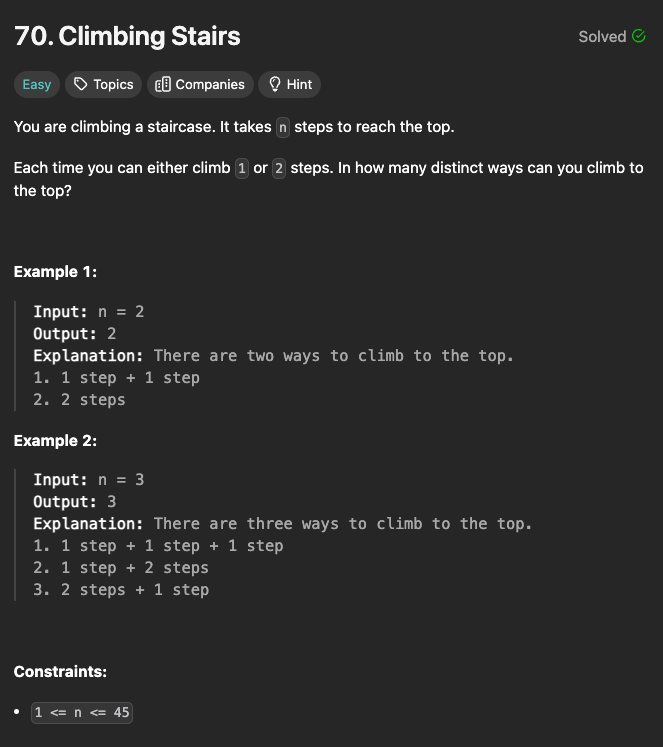 70. Climbing Stairs
Solved
Easy
Topics
Companies
Hint
You are climbing a staircase. It takes n steps to reach the top.
Each time you can either climb 1 or 2 steps. In how many distinct ways can you climb to
the top?
Example 1:
Input: n = 2
Output: 2
Explanation: There are two ways to climb to the top.
1. 1 step + 1 step
2. 2 steps
Example 2:
Input: n = 3
Output: 3
Explanation: There are three ways to climb to the top.
1. 1 step + 1 step + 1 step
2. 1 step + 2 steps
3. 2 steps + 1 step
Constraints:
• 1 <= n <= 45